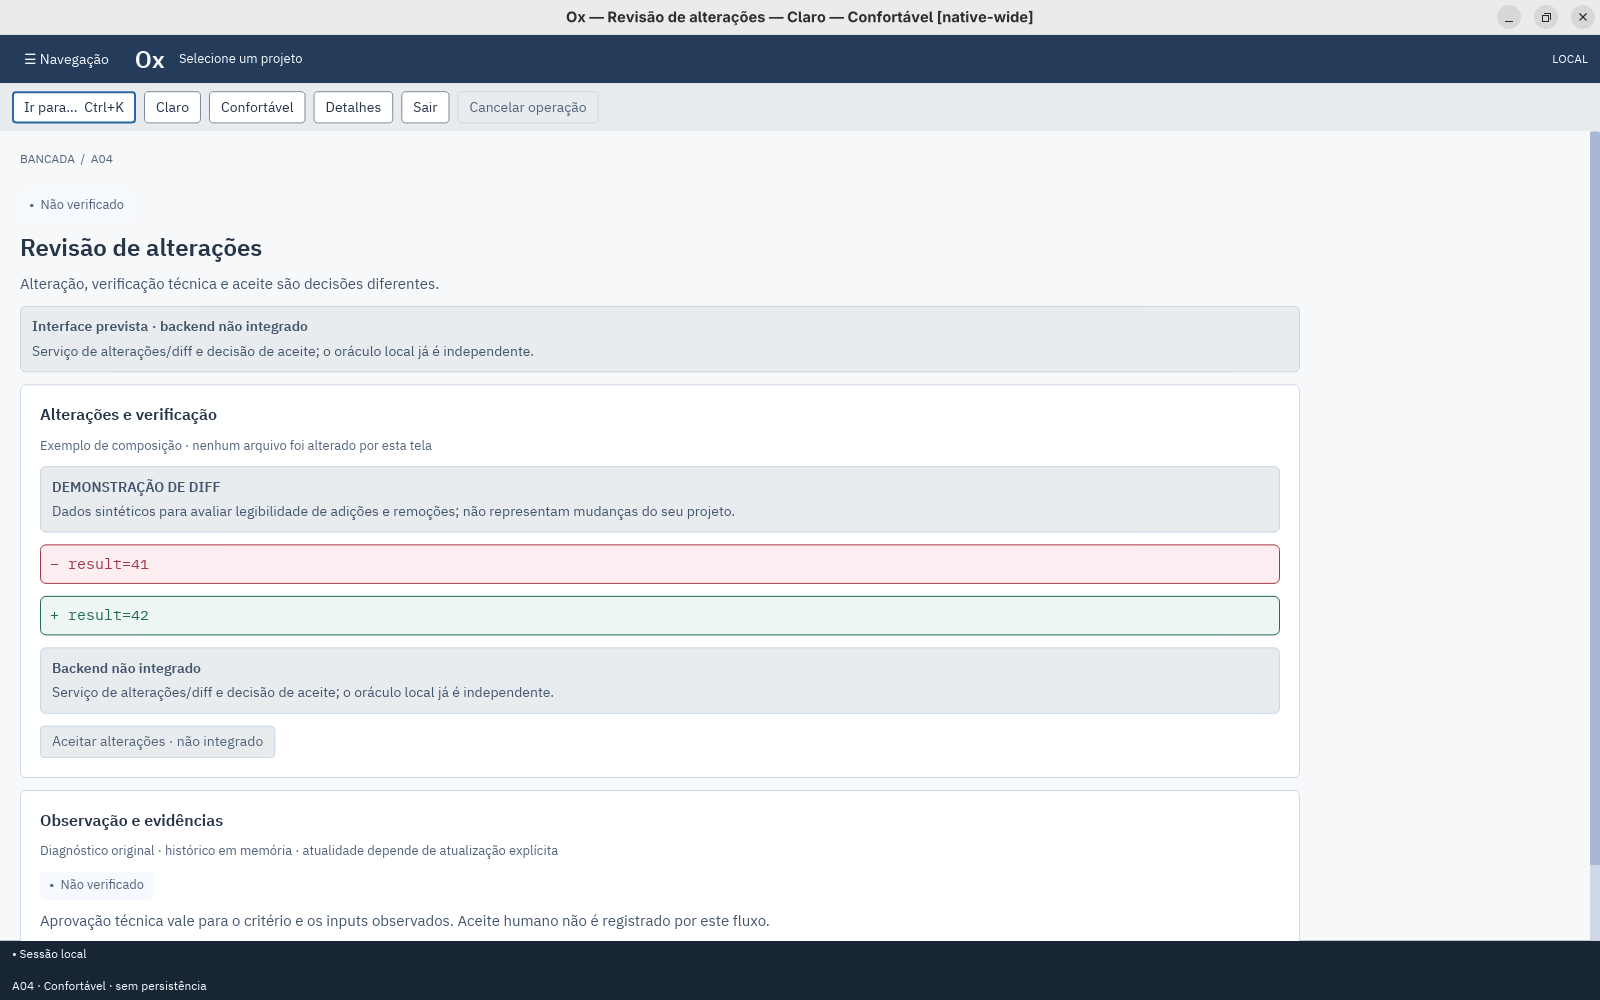 Ox — Revisão de alterações — Claro — Confortável [native-wide]
☰ Navegação Ox Selecione um projeto LOCAL
Ir para... Ctrl+K Claro Confortável Detalhes Sair Cancelar operação
BANCADA / A04
• Não verificado
Revisão de alterações
Alteração, verificação técnica e aceite são decisões diferentes.
Interface prevista · backend não integrado
Serviço de alterações/diff e decisão de aceite; o oráculo local já é independente.
Alterações e verificação
Exemplo de composição · nenhum arquivo foi alterado por esta tela
DEMONSTRAÇÃO DE DIFF
Dados sintéticos para avaliar legibilidade de adições e remoções; não representam mudanças do seu projeto.
− result=41
+ result=42
Backend não integrado
Serviço de alterações/diff e decisão de aceite; o oráculo local já é independente.
Aceitar alterações · não integrado
Observação e evidências
Diagnóstico original · histórico em memória · atualidade depende de atualização explícita
• Não verificado
Aprovação técnica vale para o critério e os inputs observados. Aceite humano não é registrado por este fluxo.
• Sessão local
A04 · Confortável · sem persistência